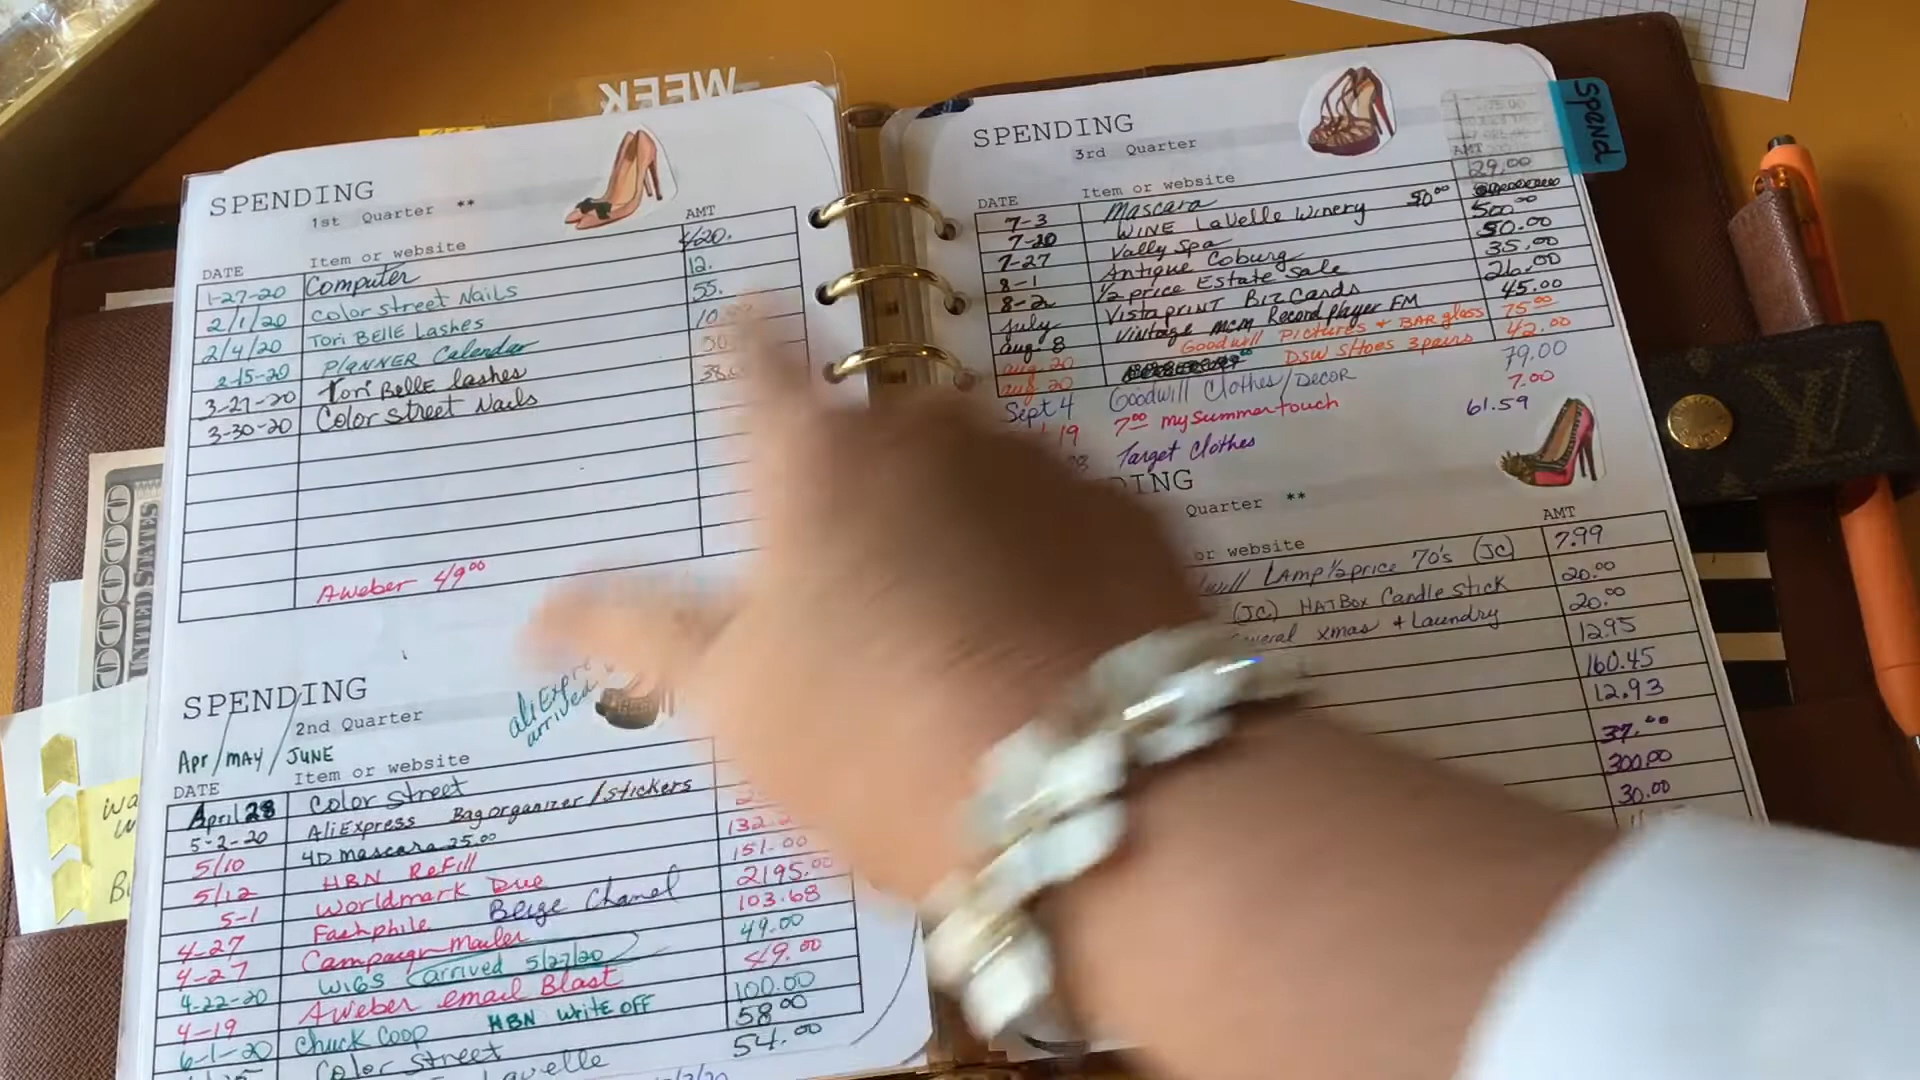 WEEK
SPENDING
1st Quarter **
DATE Item or website AMT
1-27-20 Computer 420.
2/1/20 Color Street Nails 12.
2/4/20 Tori BELLE Lashes 55.
2-15-20 PLANNER Calendar
3-27-20 Tori BELLE lashes
3-30-20 Color Street Nails
Aweber 49.00
SPENDING
2nd Quarter
Apr/MAY/JUNE
DATE Item or website
April 28 Color Street
5-2-20 AliExpress Bag organizer/stickers
5/10 4D mascara 25.00
5/12 HBN ReFill
5-1 Worldmark Due 151.00
4-27 Fashphile Beige Chanel 2195.00
4-27 Campaign Mailer 103.68
4-22-20 WIGS arrived 5/27/20 49.00
4-19 Aweber email Blast 49.00
6-1-20 Chuck Coop HBN write OFF 100.00
Color Street 58.00
54.00
Spend
SPENDING
3rd Quarter
DATE Item or website AMT
7-3 Mascara 29.00
7-20 WINE LaVelle Winery 50.00
7-27 Vally Spa 500.00
8-1 Antique Coburg 50.00
8-2 1/2 price Estate Sale 35.00
July Vistaprint Biz Cards 26.00
aug. 8 Vintage MCM Record player FM 45.00
aug. 20 Goodwill Pictures + BAR glass 75.00
aug. 20 DSW SHOES 3 pairs 42.00
Sept 4 Goodwill Clothes/DECOR 79.00
19 7.00 mysummertouch 7.00
Target Clothes 61.59
Quarter **
or website AMT
LAMP 1/2 price 70's (JC) 7.99
(JC) HATBox Candle Stick 20.00
xmas + Laundry 20.00
12.95
160.45
12.93
37.00
300.00
30.00
UNITED STATES